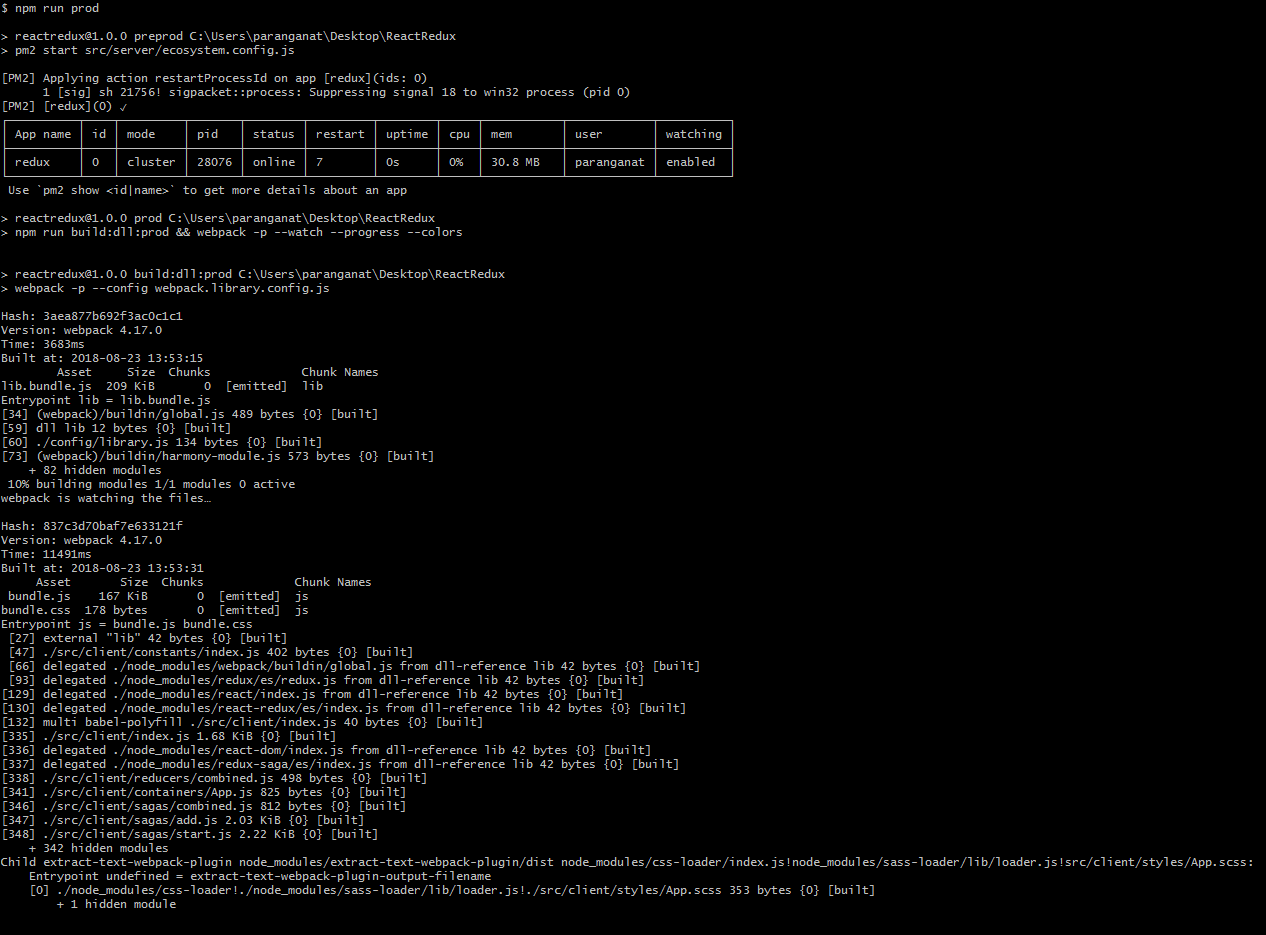 $ npm run prod
> reactredux@1.0.0 preprod C:\Users\paranganat\Desktop\ReactRedux
> pm2 start src/server/ecosystem.config.js
[PM2] Applying action restartProcessId on app [redux](ids: 0)
1 [sig] sh 21756! sigpacket::process: Suppressing signal 18 to win32 process (pid 0)
[PM2] [redux](0) ✓
App name │ id │ mode │ pid │ status │ restart │ uptime │ cpu │ mem │ user │ watching
redux │ 0 │ cluster │ 28076 │ online │ 7 │ 0s │ 0% │ 30.8 MB │ paranganat │ enabled
Use `pm2 show <id|name>` to get more details about an app
> reactredux@1.0.0 prod C:\Users\paranganat\Desktop\ReactRedux
> npm run build:dll:prod && webpack -p --watch --progress --colors
> reactredux@1.0.0 build:dll:prod C:\Users\paranganat\Desktop\ReactRedux
> webpack -p --config webpack.library.config.js
Hash: 3aea877b692f3ac0c1c1
Version: webpack 4.17.0
Time: 3683ms
Built at: 2018-08-23 13:53:15
Asset Size Chunks Chunk Names
lib.bundle.js 209 KiB 0 [emitted] lib
Entrypoint lib = lib.bundle.js
[34] (webpack)/buildin/global.js 489 bytes {0} [built]
[59] dll lib 12 bytes {0} [built]
[60] ./config/library.js 134 bytes {0} [built]
[73] (webpack)/buildin/harmony-module.js 573 bytes {0} [built]
+ 82 hidden modules
10% building modules 1/1 modules 0 active
webpack is watching the files…
Hash: 837c3d70baf7e633121f
Version: webpack 4.17.0
Time: 11491ms
Built at: 2018-08-23 13:53:31
Asset Size Chunks Chunk Names
bundle.js 167 KiB 0 [emitted] js
bundle.css 178 bytes 0 [emitted] js
Entrypoint js = bundle.js bundle.css
[27] external "lib" 42 bytes {0} [built]
[47] ./src/client/constants/index.js 402 bytes {0} [built]
[66] delegated ./node_modules/webpack/buildin/global.js from dll-reference lib 42 bytes {0} [built]
[93] delegated ./node_modules/redux/es/redux.js from dll-reference lib 42 bytes {0} [built]
[129] delegated ./node_modules/react/index.js from dll-reference lib 42 bytes {0} [built]
[130] delegated ./node_modules/react-redux/es/index.js from dll-reference lib 42 bytes {0} [built]
[132] multi babel-polyfill ./src/client/index.js 40 bytes {0} [built]
[335] ./src/client/index.js 1.68 KiB {0} [built]
[336] delegated ./node_modules/react-dom/index.js from dll-reference lib 42 bytes {0} [built]
[337] delegated ./node_modules/redux-saga/es/index.js from dll-reference lib 42 bytes {0} [built]
[338] ./src/client/reducers/combined.js 498 bytes {0} [built]
[341] ./src/client/containers/App.js 825 bytes {0} [built]
[346] ./src/client/sagas/combined.js 812 bytes {0} [built]
[347] ./src/client/sagas/add.js 2.03 KiB {0} [built]
[348] ./src/client/sagas/start.js 2.22 KiB {0} [built]
+ 342 hidden modules
Child extract-text-webpack-plugin node_modules/extract-text-webpack-plugin/dist node_modules/css-loader/index.js!node_modules/sass-loader/lib/loader.js!src/client/styles/App.scss:
Entrypoint undefined = extract-text-webpack-plugin-output-filename
[0] ./node_modules/css-loader!./node_modules/sass-loader/lib/loader.js!./src/client/styles/App.scss 353 bytes {0} [built]
+ 1 hidden module